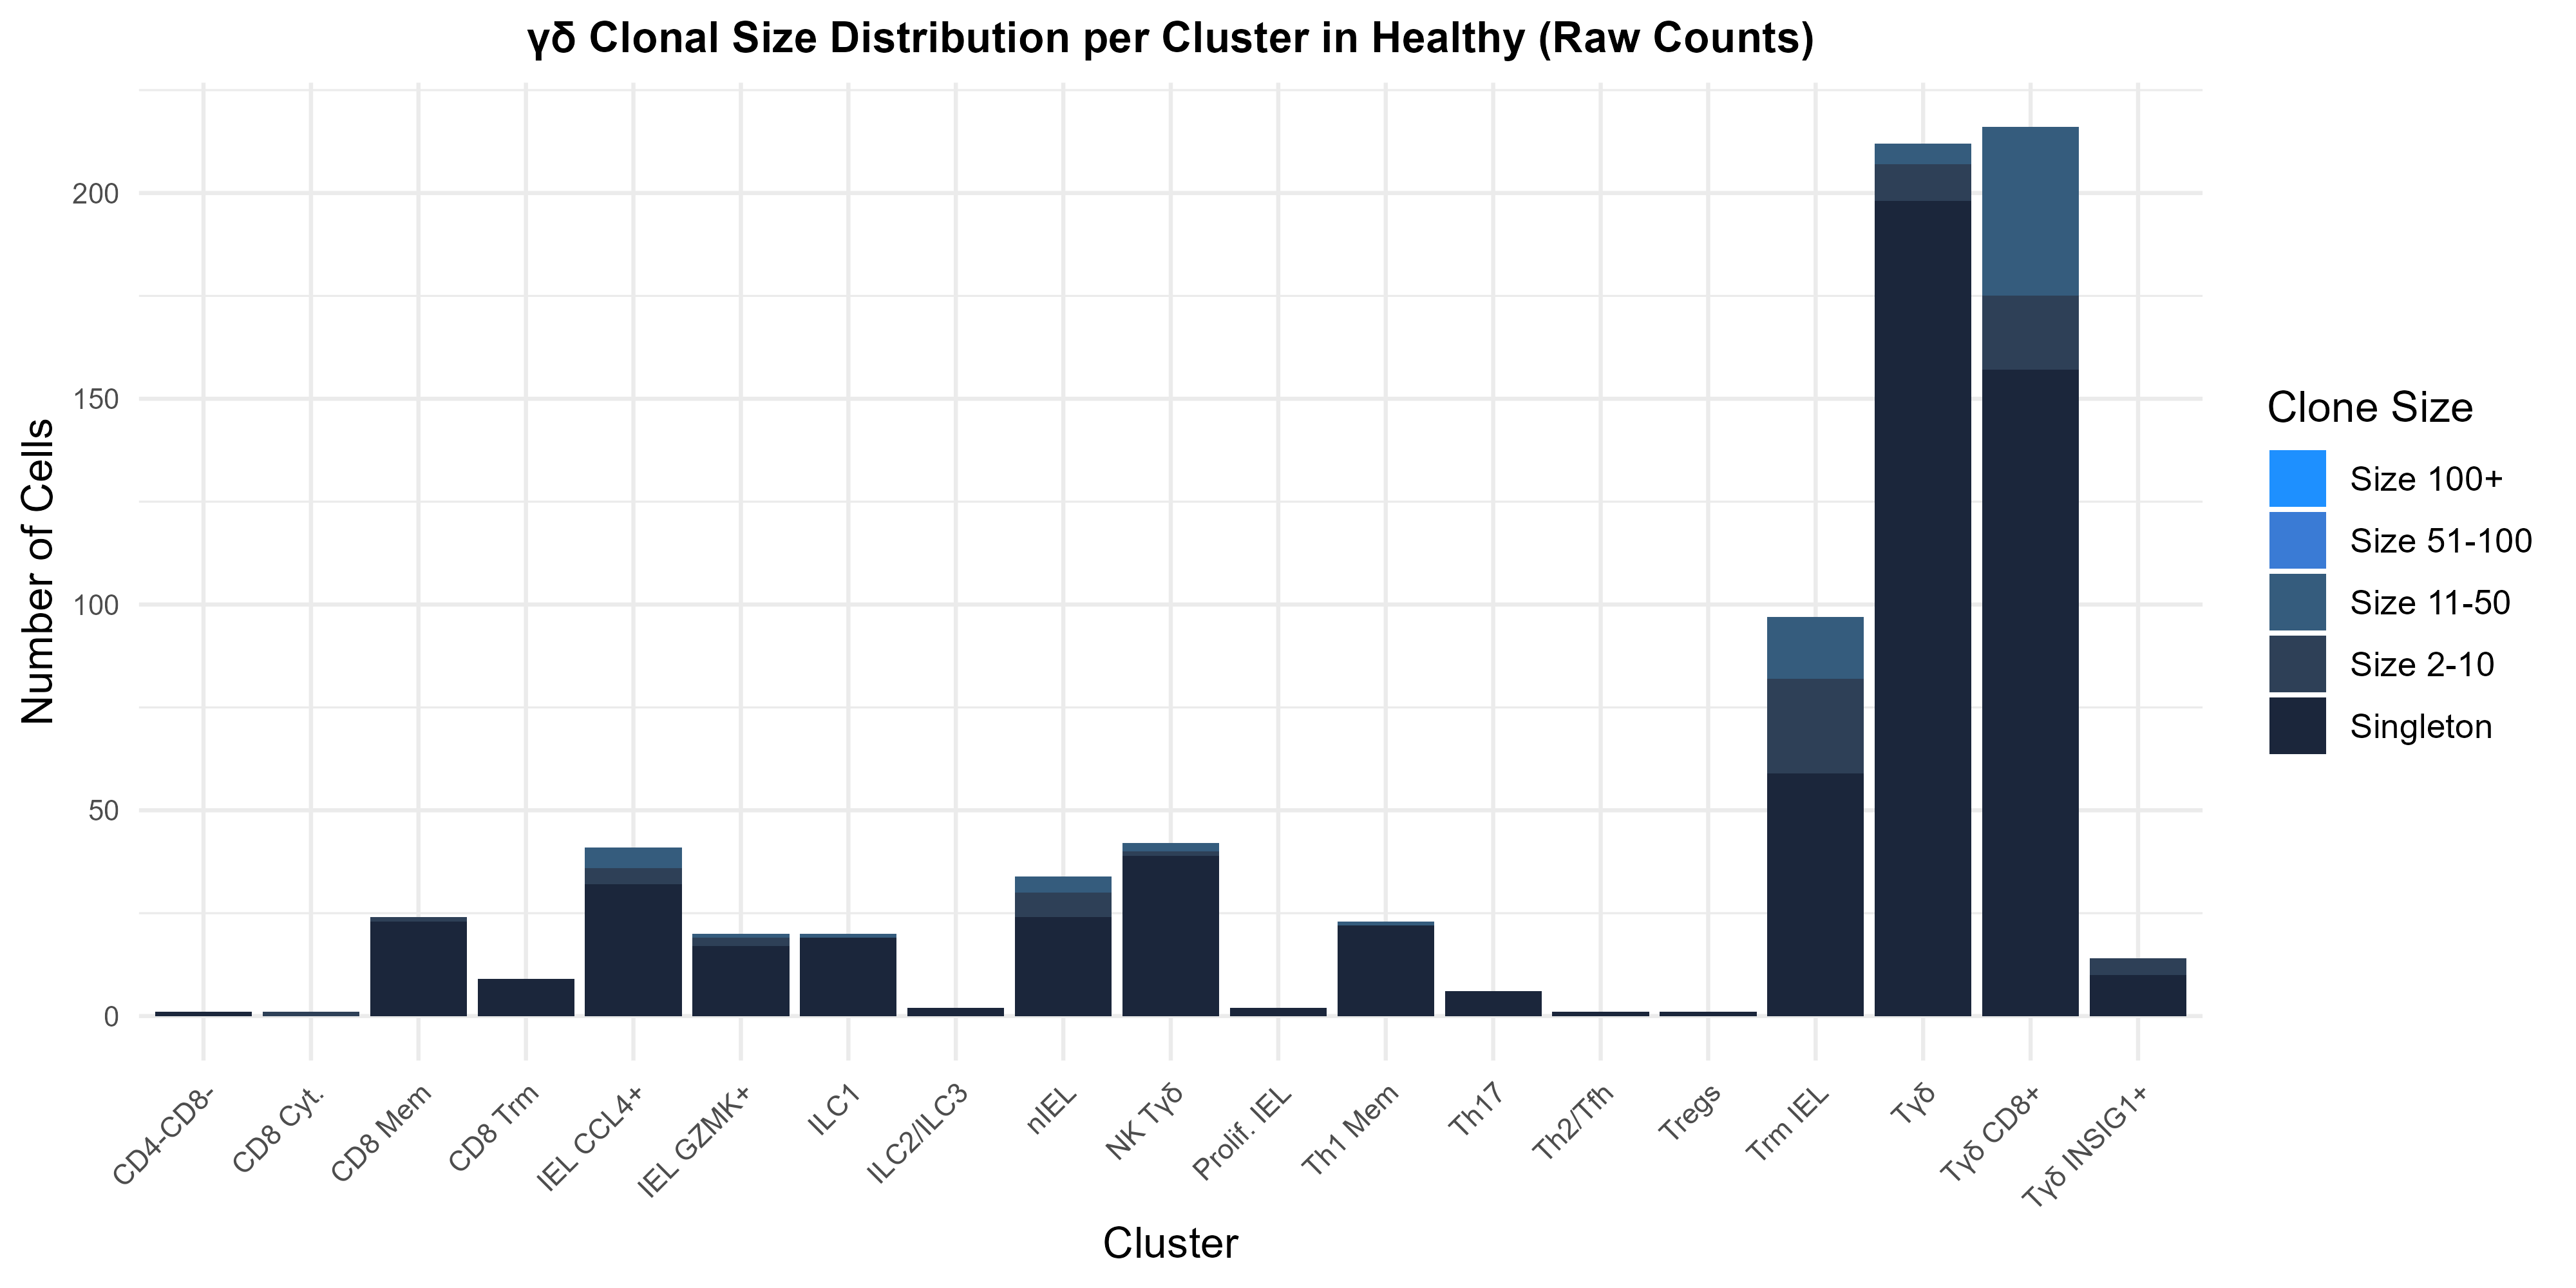 γδ Clonal Size Distribution per Cluster in Healthy (Raw Counts)
Number of Cells
200
150
100
50
0
CD4-CD8-
CD8 Cyt.
CD8 Mem
CD8 Trm
IEL CCL4+
IEL GZMK+
ILC1
ILC2/ILC3
nIEL
NK Tγδ
Prolif. IEL
Th1 Mem
Th17
Th2/Tfh
Tregs
Trm IEL
Tγδ
Tγδ CD8+
Tγδ INSIG1+
Cluster
Clone Size
Size 100+
Size 51-100
Size 11-50
Size 2-10
Singleton